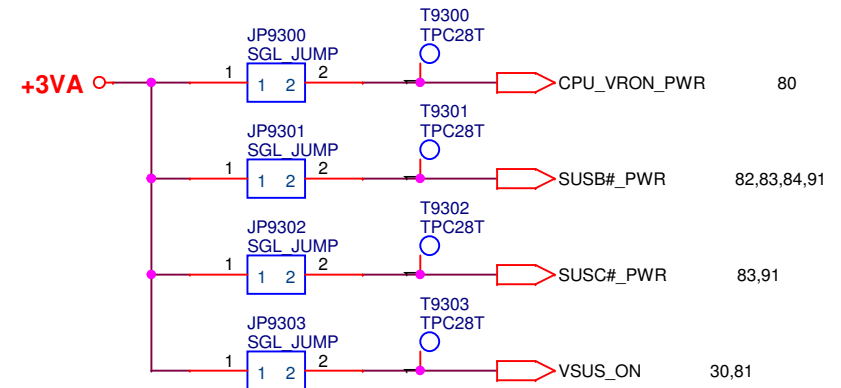 T9300
JP9300
TPC28T
SGL_JUMP
+3VA
1
1 2
2
CPU_VRON_PWR 80
T9301
JP9301
TPC28T
SGL_JUMP
1
1 2
2
SUSB#_PWR 82,83,84,91
T9302
JP9302
TPC28T
SGL_JUMP
1
1 2
2
SUSC#_PWR 83,91
T9303
JP9303
TPC28T
SGL_JUMP
1
1 2
2
VSUS_ON 30,81